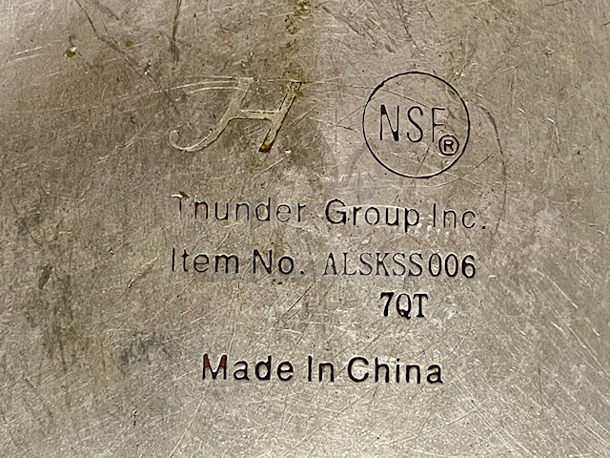 H
NSF®
Thunder Group Inc.
Item No. ALSKSS006
7QT
Made In China